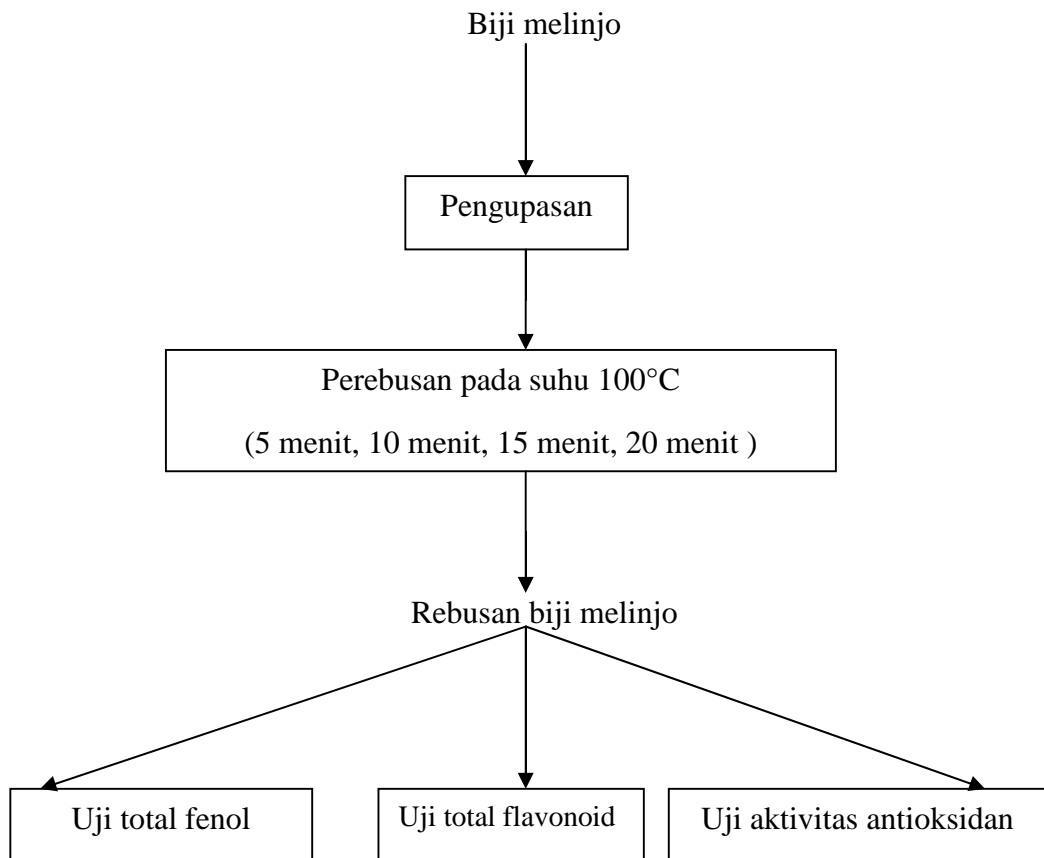 Biji melinjo
Pengupasan
Perebusan pada suhu 100°C
(5 menit, 10 menit, 15 menit, 20 menit )
Rebusan biji melinjo
Uji total fenol
Uji total flavonoid
Uji aktivitas antioksidan